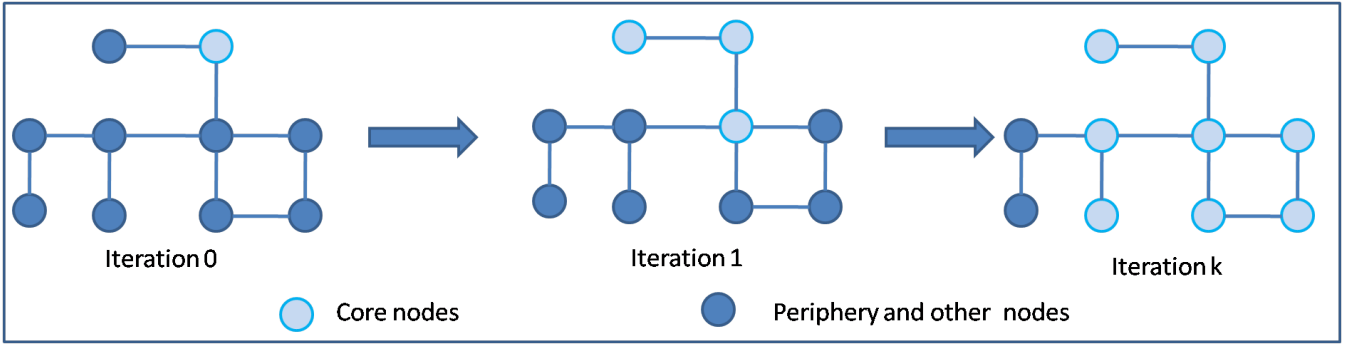 Iteration 0
Iteration 1
Iteration k
Core nodes
Periphery and other nodes